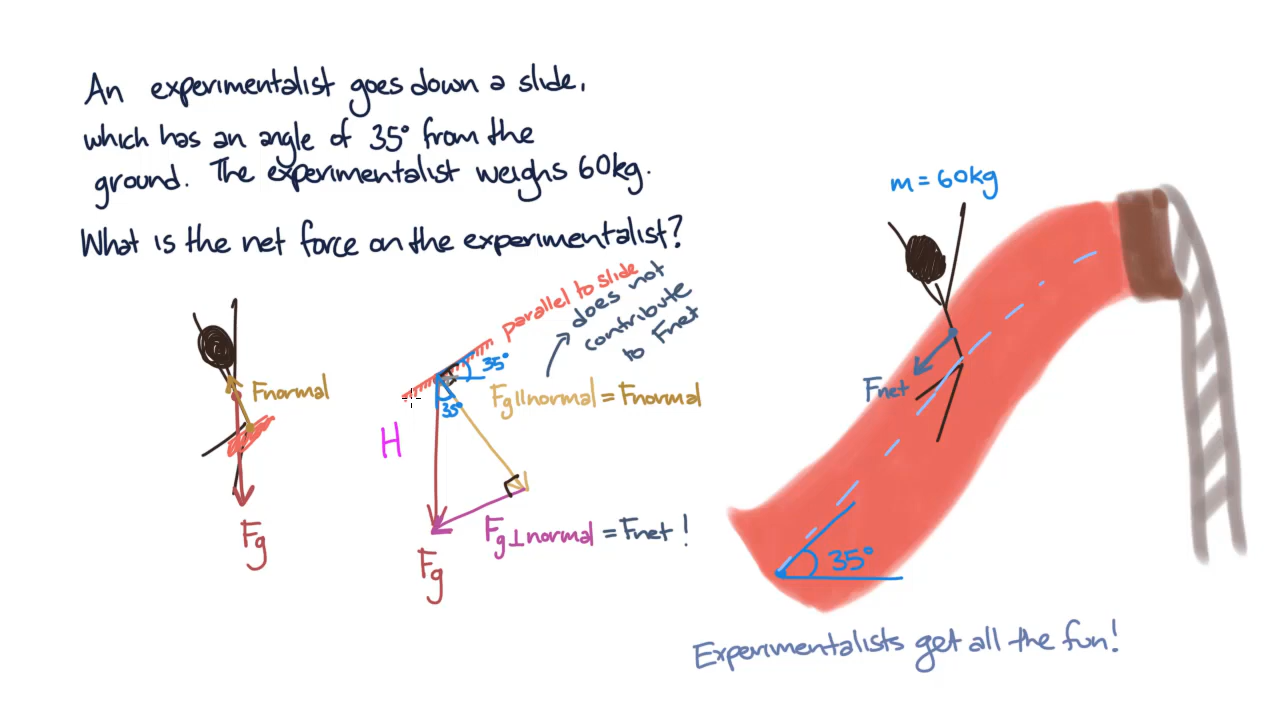 An experimentalist goes down a slide,
which has an angle of 35° from the
ground. The experimentalist weighs 60kg.
What is the net force on the experimentalist?
m = 60kg
parallel to slide
does not
contribute
to Fnet
35°
35°
Fnormal
Fg||normal = Fnormal
Fnet
H
Fg
Fg⊥normal = Fnet !
Fg
35°
Experimentalists get all the fun!